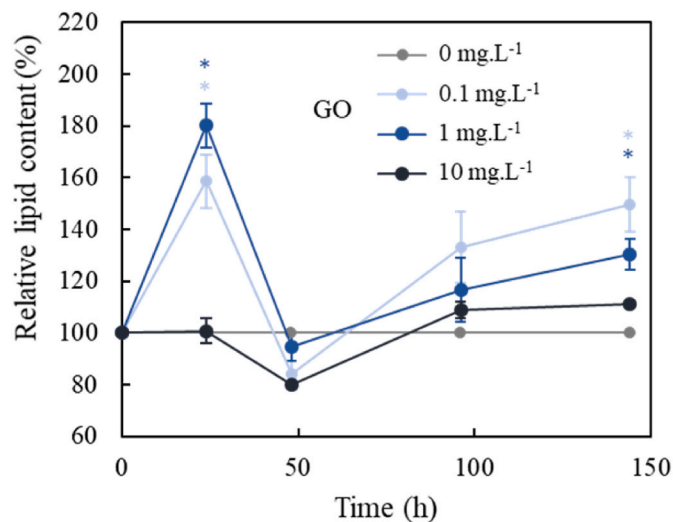 220
200
180
160
140
120
100
80
60
Relative lipid content (%)
* 
*
GO
0 mg.L⁻¹
0.1 mg.L⁻¹
1 mg.L⁻¹
10 mg.L⁻¹
*
*
0
50
100
150
Time (h)